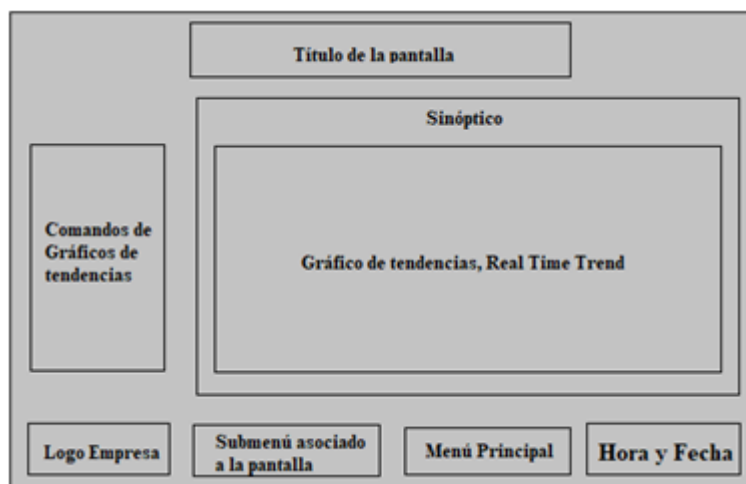 Título de la pantalla
Sinóptico
Comandos de
Gráficos de
tendencias
Gráfico de tendencias, Real Time Trend
Logo Empresa
Submenú asociado
a la pantalla
Menú Principal
Hora y Fecha